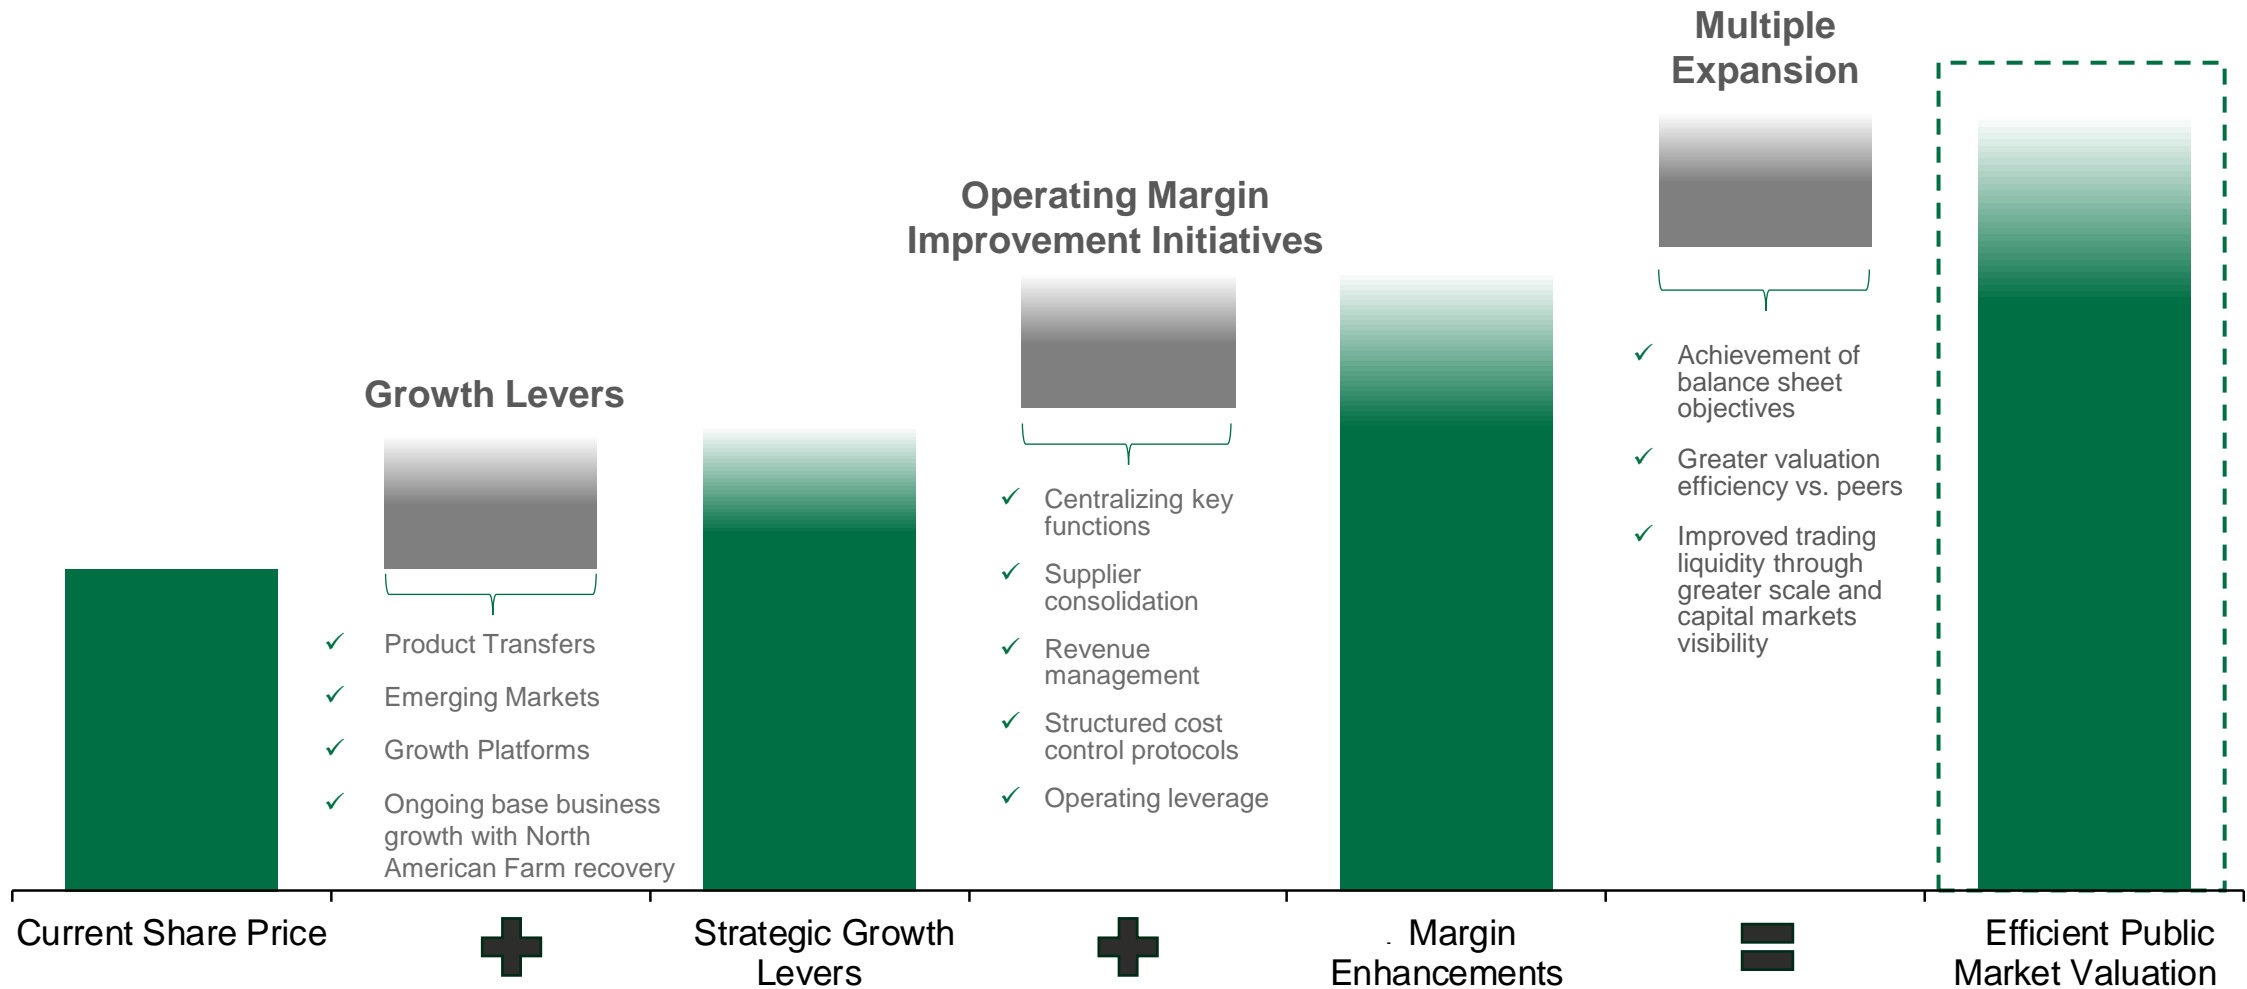 Multiple
Expansion
Operating Margin
Improvement Initiatives
Growth Levers
Product Transfers
Emerging Markets
Growth Platforms
Ongoing base business
growth with North
American Farm recovery
Centralizing key
functions
Supplier
consolidation
Revenue
management
Structured cost
control protocols
Operating leverage
Achievement of
balance sheet
objectives
Greater valuation
efficiency vs. peers
Improved trading
liquidity through
greater scale and
capital markets
visibility
Current Share Price
Strategic Growth
Levers
. Margin
Enhancements
Efficient Public
Market Valuation